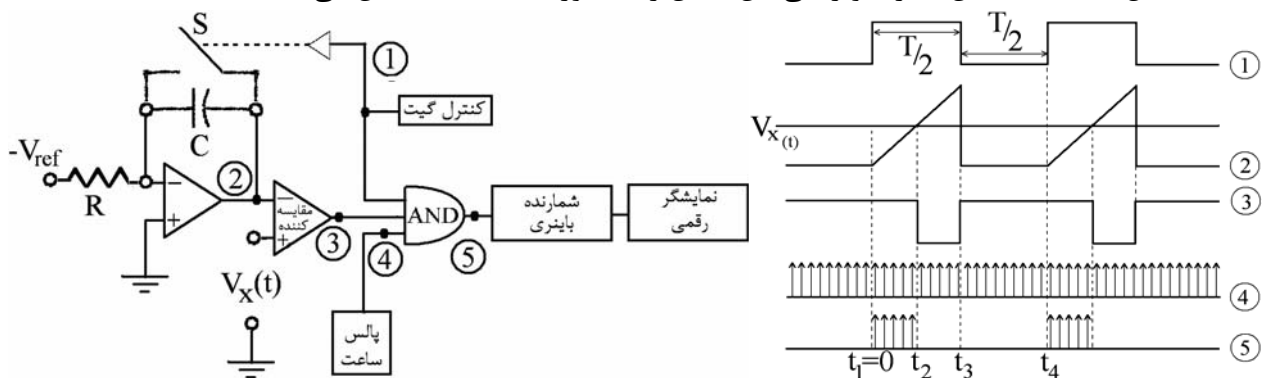 S
①
کنترل گیت
C
-Vref
R
②
مقایسه
کننده
③
AND
④
⑤
شمارنده
باینری
نمایشگر
رقمی
Vx(t)
پالس
ساعت
T/2
T/2
①
Vx(t)
②
③
④
⑤
t1=0
t2
t3
t4